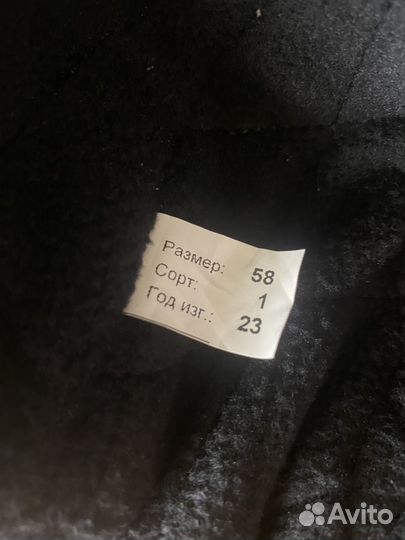 Размер: 58
Сорт: 1
Год изг.: 23
Avito